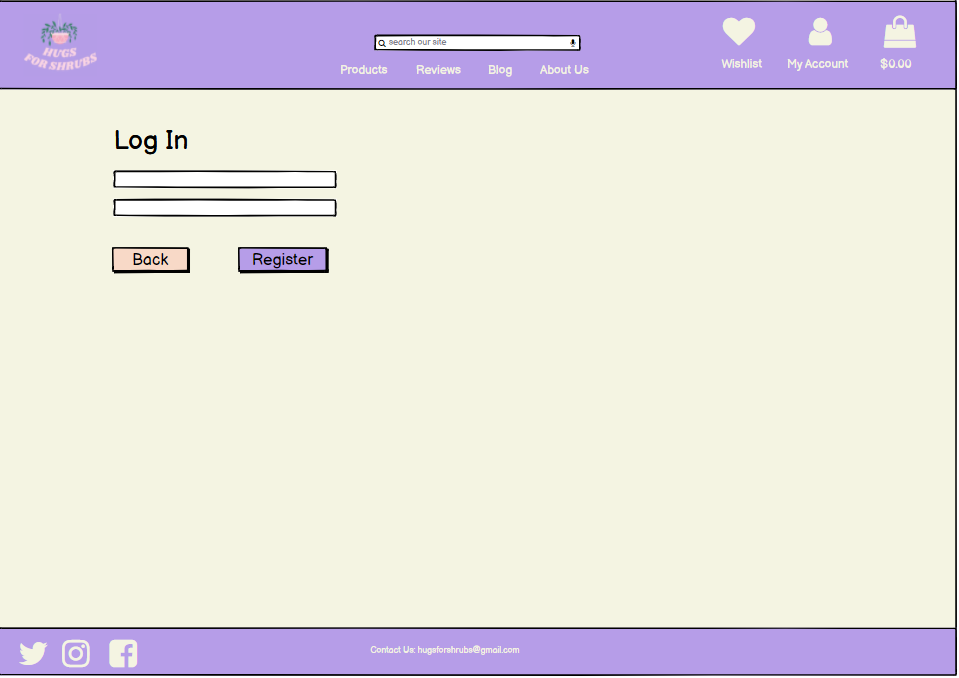 HUGS
FOR SHRUBS
search our site
Products Reviews Blog About Us
Wishlist My Account $0.00
Log In
Back Register
Contact Us: hugsforshrubs@gmail.com